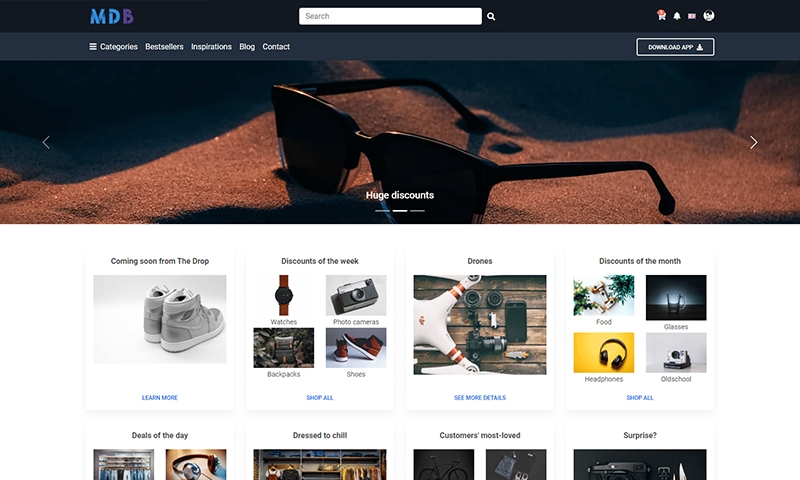 MDB
Search
1
Categories Bestsellers Inspirations Blog Contact
DOWNLOAD APP
Huge discounts
Coming soon from The Drop
LEARN MORE
Discounts of the week
Watches
Photo cameras
Backpacks
Shoes
SHOP ALL
Drones
SEE MORE DETAILS
Discounts of the month
Food
Glasses
Headphones
Oldschool
SHOP ALL
Deals of the day
Dressed to chill
Customers' most-loved
Surprise?